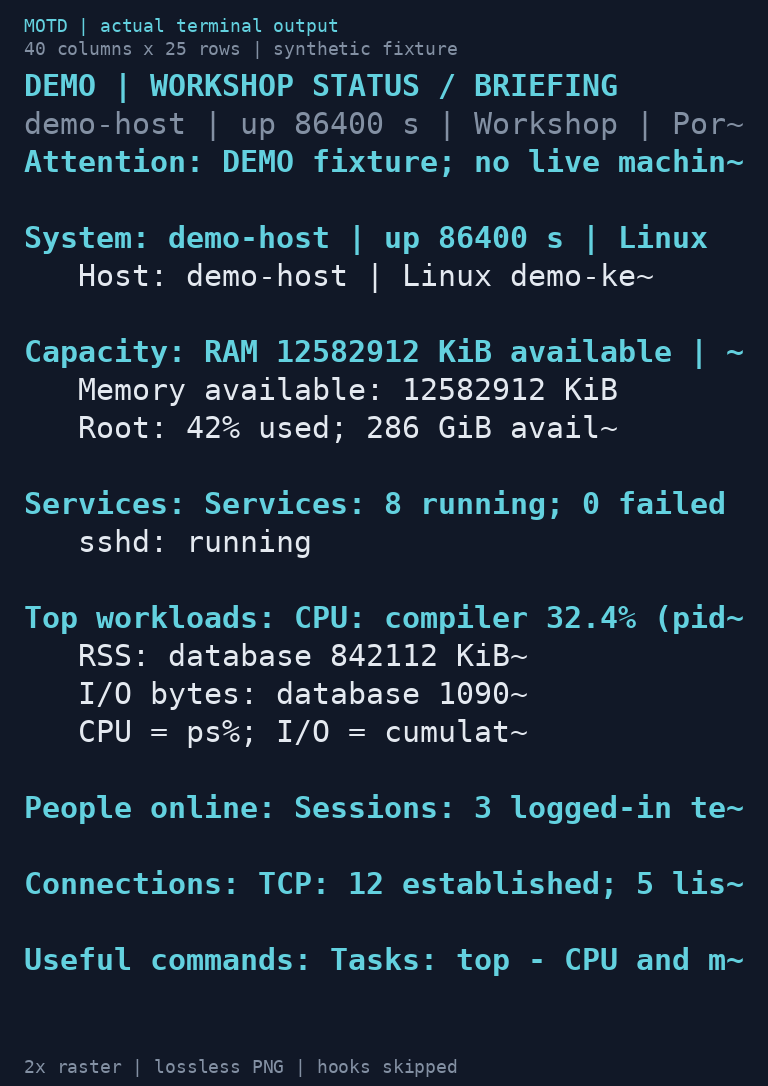 MOTD | actual terminal output
40 columns x 25 rows | synthetic fixture
DEMO | WORKSHOP STATUS / BRIEFING
demo-host | up 86400 s | Workshop | Por~
Attention: DEMO fixture; no live machin~
System: demo-host | up 86400 s | Linux
Host: demo-host | Linux demo-ke~
Capacity: RAM 12582912 KiB available | ~
Memory available: 12582912 KiB
Root: 42% used; 286 GiB avail~
Services: Services: 8 running; 0 failed
sshd: running
Top workloads: CPU: compiler 32.4% (pid~
RSS: database 842112 KiB~
I/O bytes: database 1090~
CPU = ps%; I/O = cumulat~
People online: Sessions: 3 logged-in te~
Connections: TCP: 12 established; 5 lis~
Useful commands: Tasks: top - CPU and m~
2x raster | lossless PNG | hooks skipped